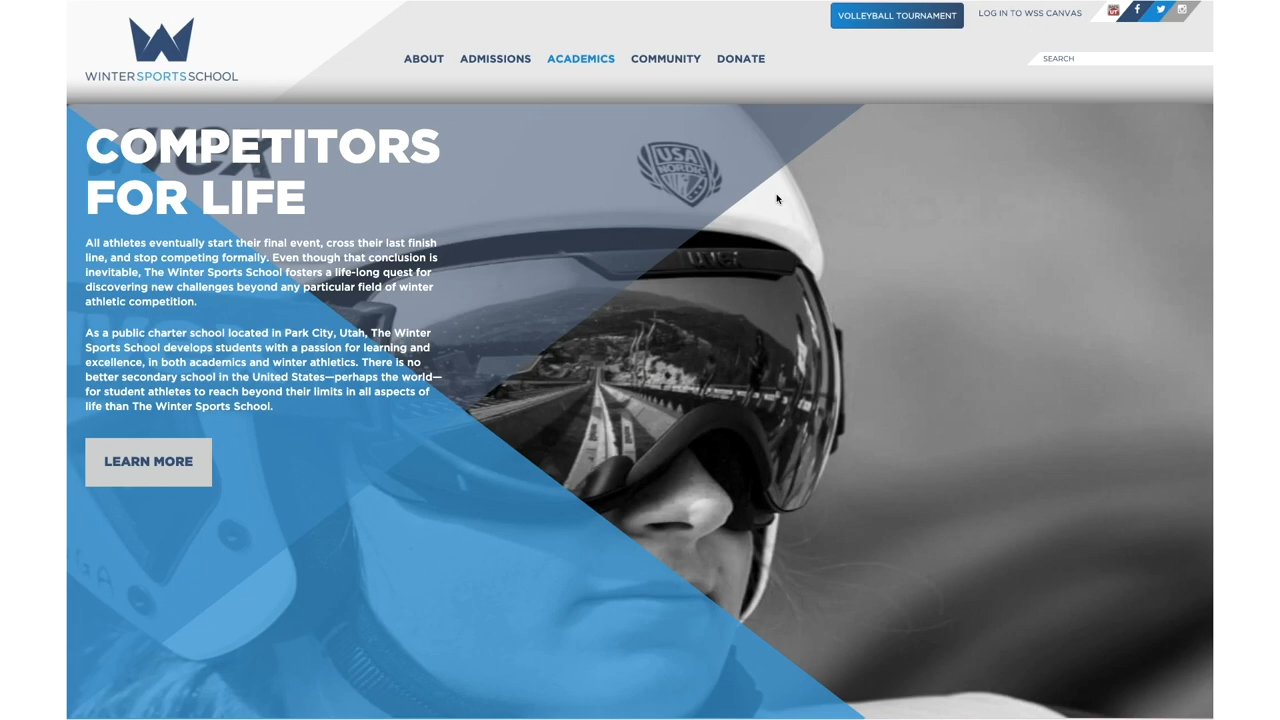 VOLLEYBALL TOURNAMENT
LOG IN TO WSS CANVAS
WINTERSPORTSSCHOOL
ABOUT ADMISSIONS ACADEMICS COMMUNITY DONATE
SEARCH
COMPETITORS
FOR LIFE
uvex
USA
NORDIC
uvex
All athletes eventually start their final event, cross their last finish
line, and stop competing formally. Even though that conclusion is
inevitable, The Winter Sports School fosters a life-long quest for
discovering new challenges beyond any particular field of winter
athletic competition.
As a public charter school located in Park City, Utah, The Winter
Sports School develops students with a passion for learning and
excellence, in both academics and winter athletics. There is no
better secondary school in the United States—perhaps the world—
for student athletes to reach beyond their limits in all aspects of
life than The Winter Sports School.
LEARN MORE